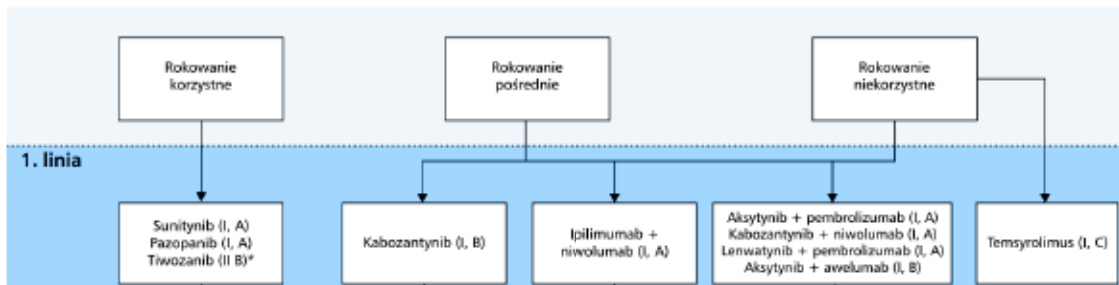 Rokowanie
korzystne
Rokowanie
pośrednie
Rokowanie
niekorzystne
1. linia
Sunitynib (I, A)
Pazopanib (I, A)
Tiwozanib (II B)*
Kabozantynib (I, B)
Ipilimumab +
niwolumab (I, A)
Aksytynib + pembrolizumab (I, A)
Kabozantynib + niwolumab (I, A)
Lenwatynib + pembrolizumab (I, A)
Aksytynib + awelumab (I, B)
Temsyrolimus (I, C)